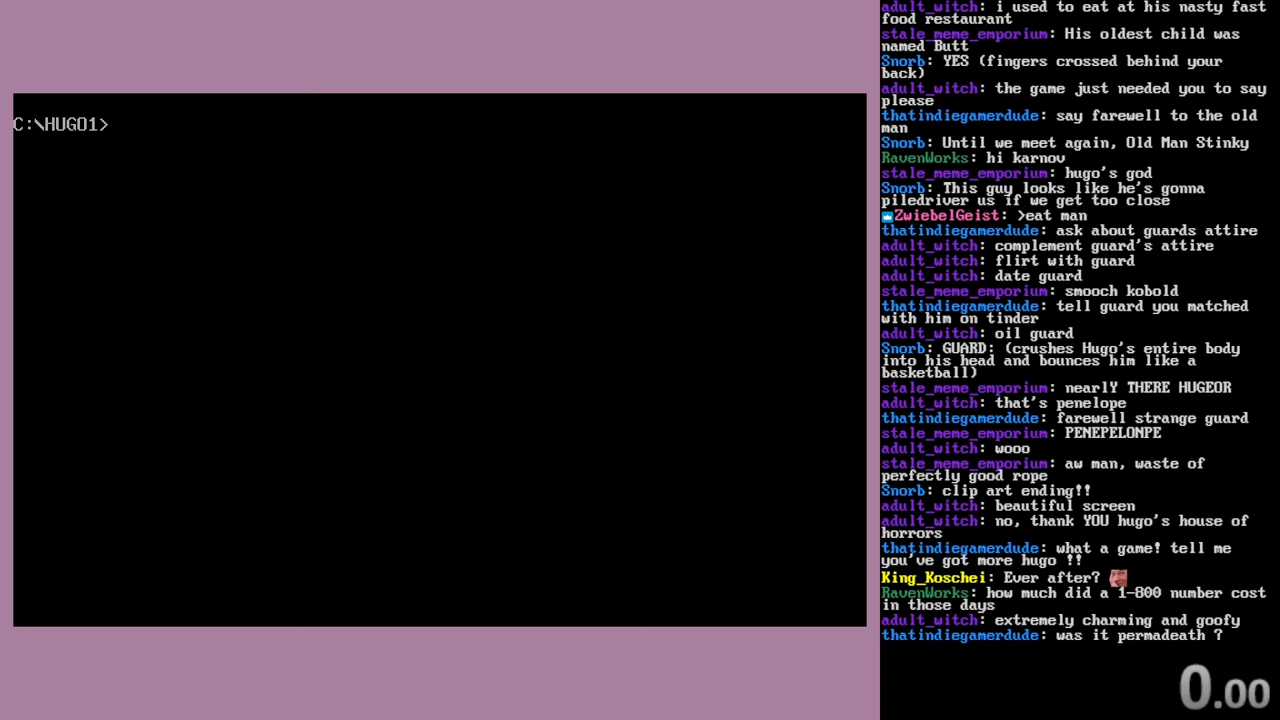 C:\HUGO1>
adult_witch: i used to eat at his nasty fast
food restaurant
stale_meme_emporium: His oldest child was
named Butt
Snorb: YES (fingers crossed behind your
back)
adult_witch: the game just needed you to say
please
thatindiegamerdude: say farewell to the old
man
Snorb: Until we meet again, Old Man Stinky
RavenWorks: hi karnov
stale_meme_emporium: hugo's god
Snorb: This guy looks like he's gonna
piledriver us if we get too close
ZwiebelGeist: >eat man
thatindiegamerdude: ask about guards attire
adult_witch: complement guard's attire
adult_witch: flirt with guard
adult_witch: date guard
stale_meme_emporium: smooch kobold
thatindiegamerdude: tell guard you matched
with him on tinder
adult_witch: oil guard
Snorb: GUARD: (crushes Hugo's entire body
into his head and bounces him like a
basketball)
stale_meme_emporium: nearlY THERE HUGEOR
adult_witch: that's penelope
thatindiegamerdude: farewell strange guard
stale_meme_emporium: PENEPELONPE
adult_witch: wooo
stale_meme_emporium: aw man, waste of
perfectly good rope
Snorb: clip art ending!!
adult_witch: beautiful screen
adult_witch: no, thank YOU hugo's house of
horrors
thatindiegamerdude: what a game! tell me
you've got more hugo !!
King_Koschei: Ever after?
RavenWorks: how much did a 1-800 number cost
in those days
adult_witch: extremely charming and goofy
thatindiegamerdude: was it permadeath ?
0.00